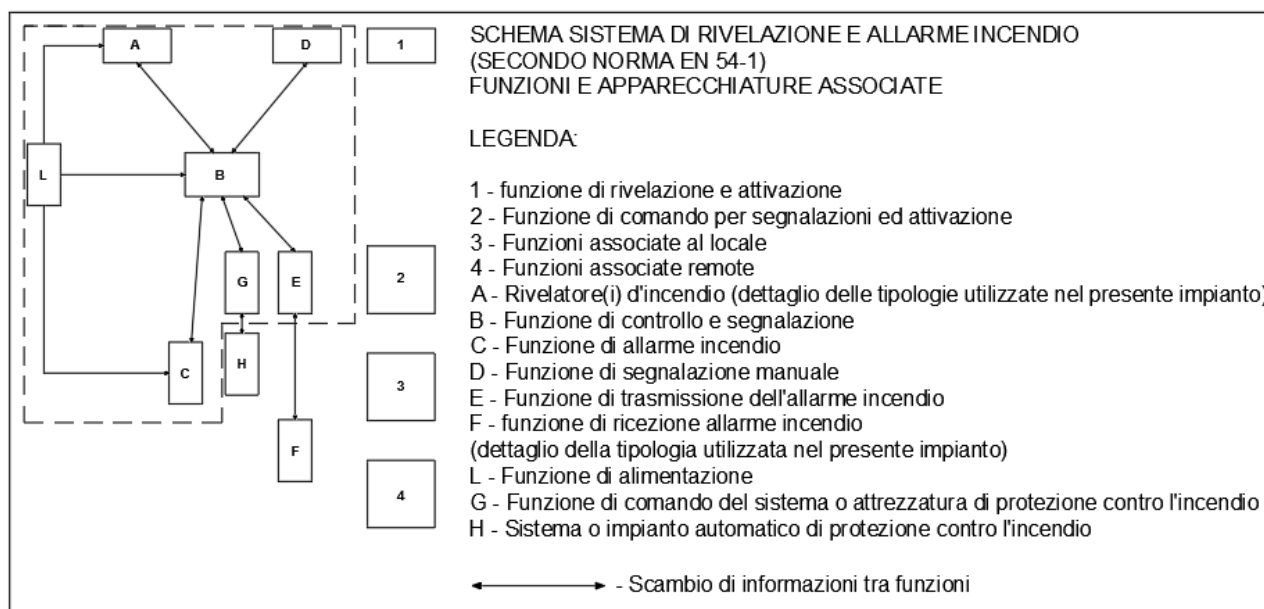 A
D
1
L
B
G
E
2
C
H
3
F
4
SCHEMA SISTEMA DI RIVELAZIONE E ALLARME INCENDIO
(SECONDO NORMA EN 54-1)
FUNZIONI E APPARECCHIATURE ASSOCIATE
LEGENDA:
1 - funzione di rivelazione e attivazione
2 - Funzione di comando per segnalazioni ed attivazione
3 - Funzioni associate al locale
4 - Funzioni associate remote
A - Rivelatore(i) d'incendio (dettaglio delle tipologie utilizzate nel presente impianto)
B - Funzione di controllo e segnalazione
C - Funzione di allarme incendio
D - Funzione di segnalazione manuale
E - Funzione di trasmissione dell'allarme incendio
F - funzione di ricezione allarme incendio
(dettaglio della tipologia utilizzata nel presente impianto)
L - Funzione di alimentazione
G - Funzione di comando del sistema o attrezzatura di protezione contro l'incendio
H - Sistema o impianto automatico di protezione contro l'incendio
- Scambio di informazioni tra funzioni